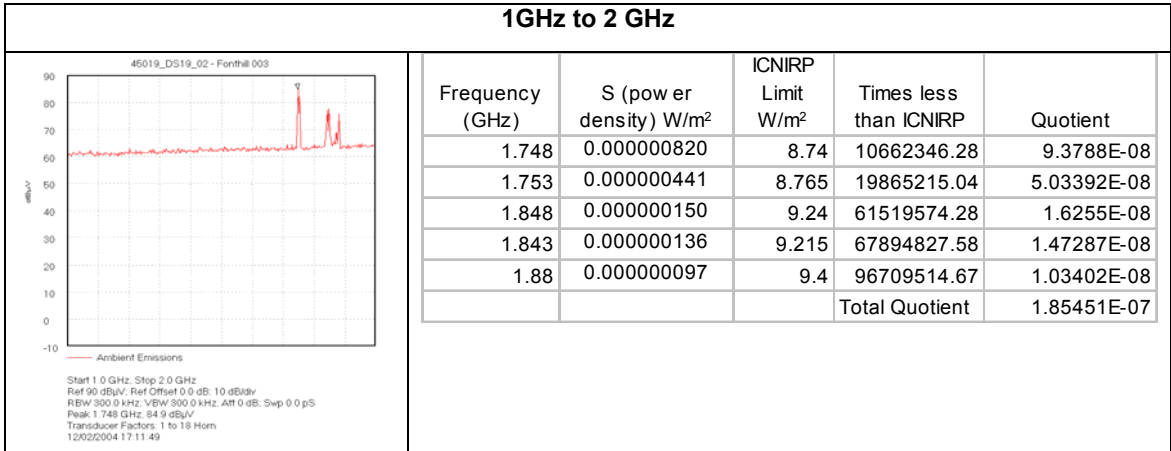 1GHz to 2 GHz
45019_DS19_02 - Fonthill 003
90
80
70
60
50
40
30
20
10
0
-10
dBµV
Ambient Emissions
Start 1.0 GHz; Stop 2.0 GHz
Ref 90 dBµV; Ref Offset 0.0 dB; 10 dB/div
RBW 300.0 kHz; VBW 300.0 kHz; Att 0 dB; Swp 0.0 pS
Peak 1.748 GHz, 84.9 dBµV
Transducer Factors: 1 to 18 Horn
12/02/2004 17:11:49
Frequency (GHz) S (pow er density) W/m² ICNIRP Limit W/m² Times less than ICNIRP Quotient
1.748 0.000000820 8.74 10662346.28 9.3788E-08
1.753 0.000000441 8.765 19865215.04 5.03392E-08
1.848 0.000000150 9.24 61519574.28 1.6255E-08
1.843 0.000000136 9.215 67894827.58 1.47287E-08
1.88 0.000000097 9.4 96709514.67 1.03402E-08
Total Quotient 1.85451E-07